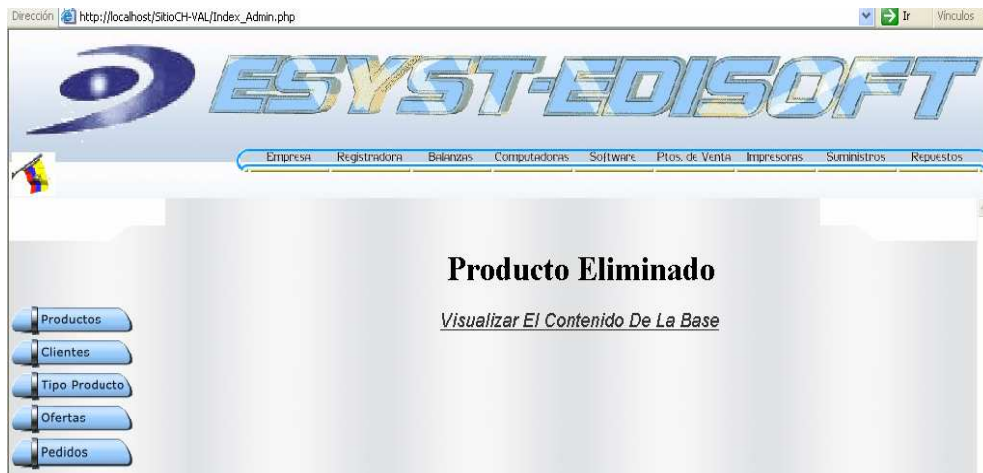 Dirección http://localhost/SitioCH-VAL/Index_Admin.php Ir Vínculos
ESYST-EDISOFT
Empresa Registradora Balanzas Computadoras Software Ptos. de Venta Impresoras Suministros Repuestos
Producto Eliminado
Visualizar El Contenido De La Base
Productos
Clientes
Tipo Producto
Ofertas
Pedidos